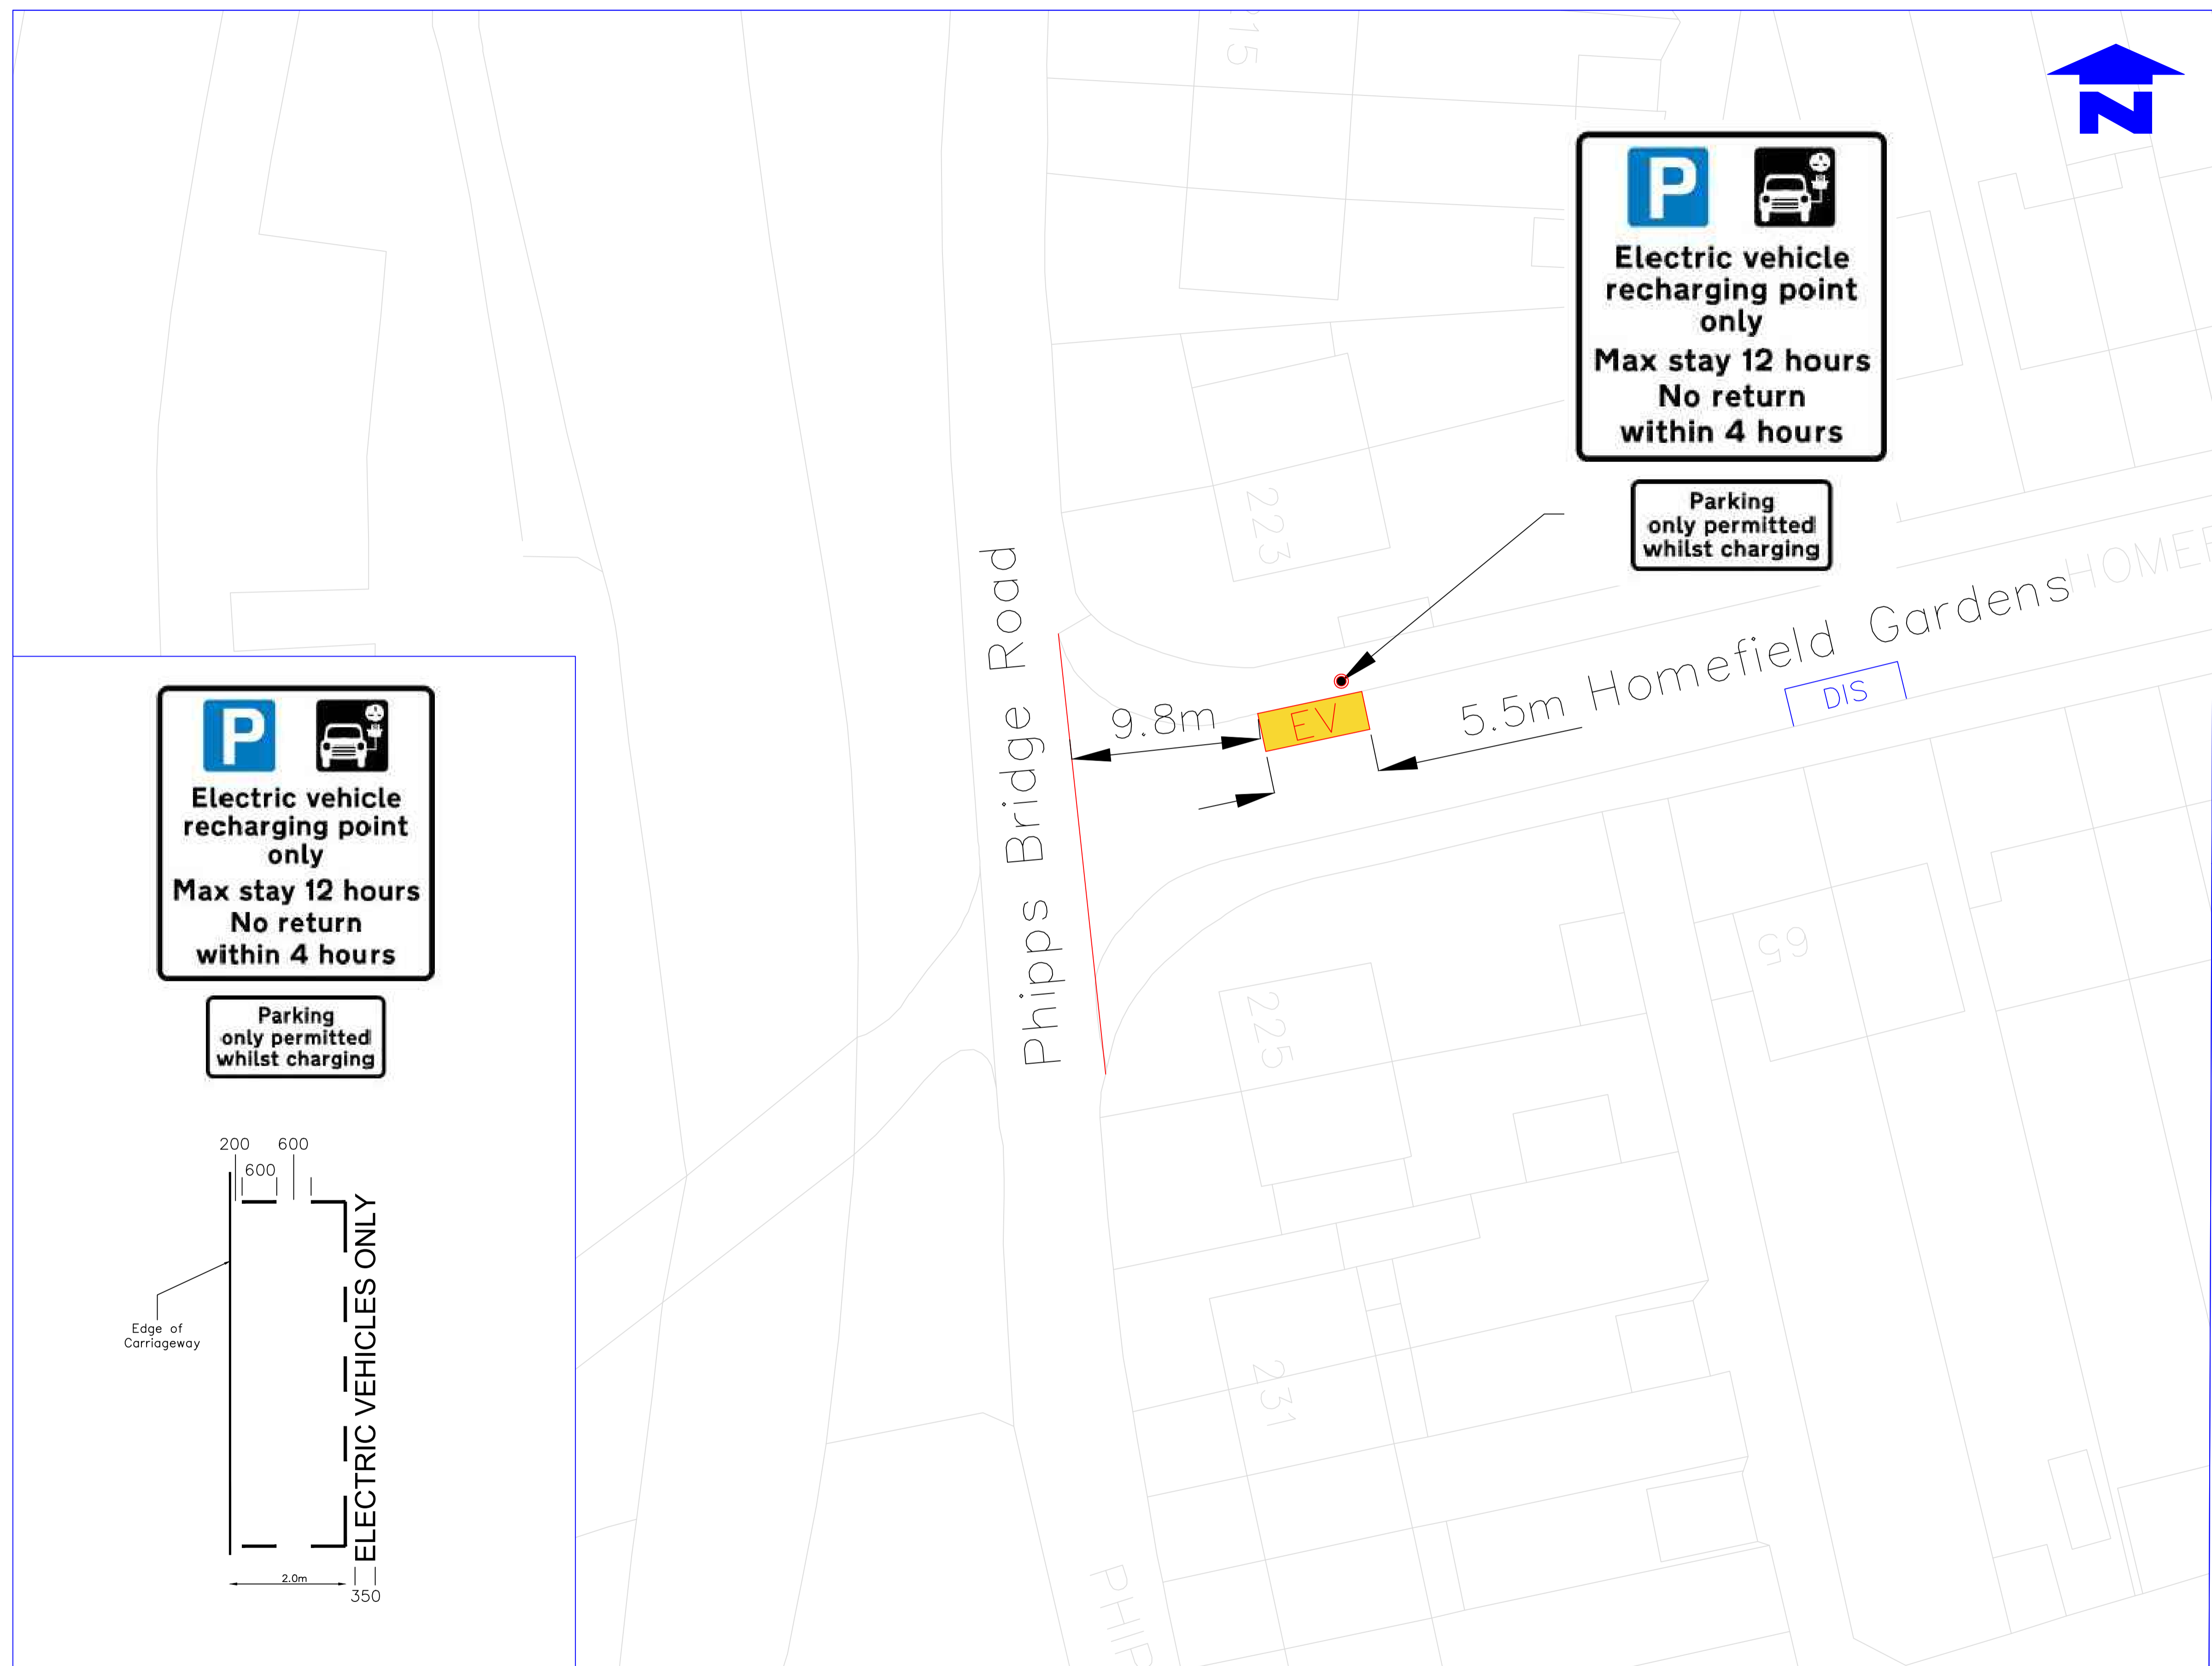 215
N
P
Electric vehicle
recharging point
only
Max stay 12 hours
No return
within 4 hours
Parking
only permitted
whilst charging
223
HOMEF
Homefield Gardens
DIS
5.5m
EV
9.8m
Phipps Bridge Road
65
225
231
PHIP
P
Electric vehicle
recharging point
only
Max stay 12 hours
No return
within 4 hours
Parking
only permitted
whilst charging
200 600
600
ELECTRIC VEHICLES ONLY
Edge of
Carriageway
2.0m
350